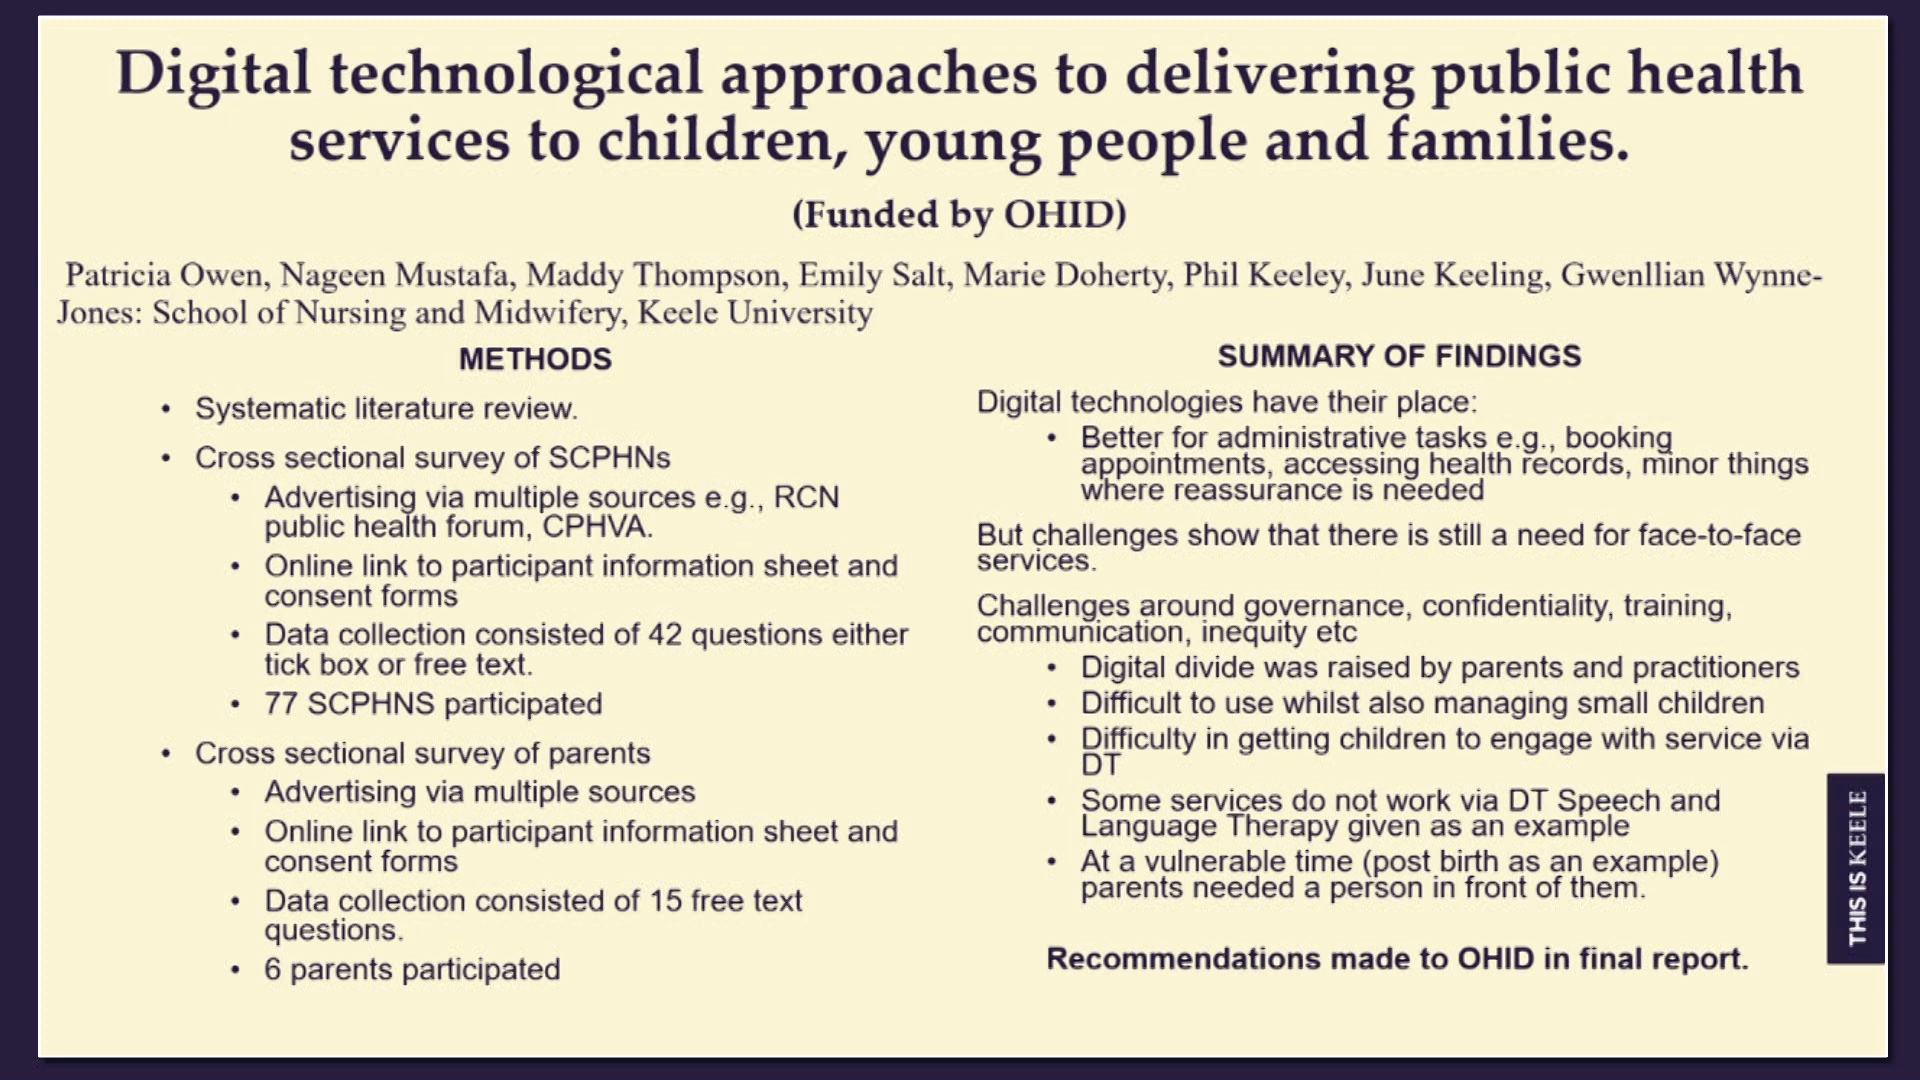 Digital technological approaches to delivering public health
services to children, young people and families.
(Funded by OHID)
Patricia Owen, Nageen Mustafa, Maddy Thompson, Emily Salt, Marie Doherty, Phil Keeley, June Keeling, Gwenllian Wynne-
Jones: School of Nursing and Midwifery, Keele University
METHODS
• Systematic literature review.
• Cross sectional survey of SCPHNs
• Advertising via multiple sources e.g., RCN
public health forum, CPHVA.
• Online link to participant information sheet and
consent forms
• Data collection consisted of 42 questions either
tick box or free text.
• 77 SCPHNS participated
• Cross sectional survey of parents
• Advertising via multiple sources
• Online link to participant information sheet and
consent forms
• Data collection consisted of 15 free text
questions.
• 6 parents participated
SUMMARY OF FINDINGS
Digital technologies have their place:
• Better for administrative tasks e.g., booking
appointments, accessing health records, minor things
where reassurance is needed
But challenges show that there is still a need for face-to-face
services.
Challenges around governance, confidentiality, training,
communication, inequity etc
• Digital divide was raised by parents and practitioners
• Difficult to use whilst also managing small children
• Difficulty in getting children to engage with service via
DT
• Some services do not work via DT Speech and
Language Therapy given as an example
• At a vulnerable time (post birth as an example)
parents needed a person in front of them.
Recommendations made to OHID in final report.
THIS IS KEELE